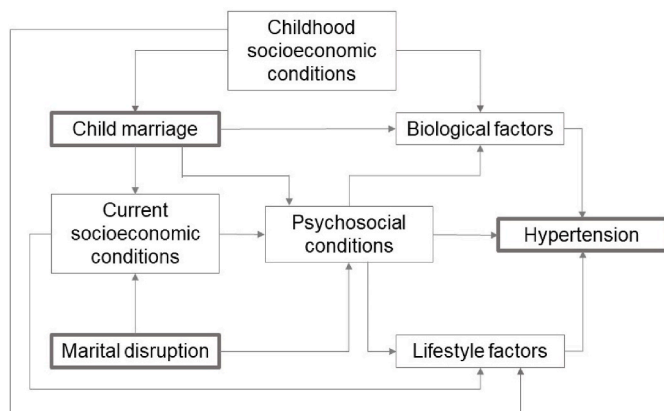 Childhood
socioeconomic
conditions
Child marriage
Biological factors
Current
socioeconomic
conditions
Psychosocial
conditions
Hypertension
Marital disruption
Lifestyle factors